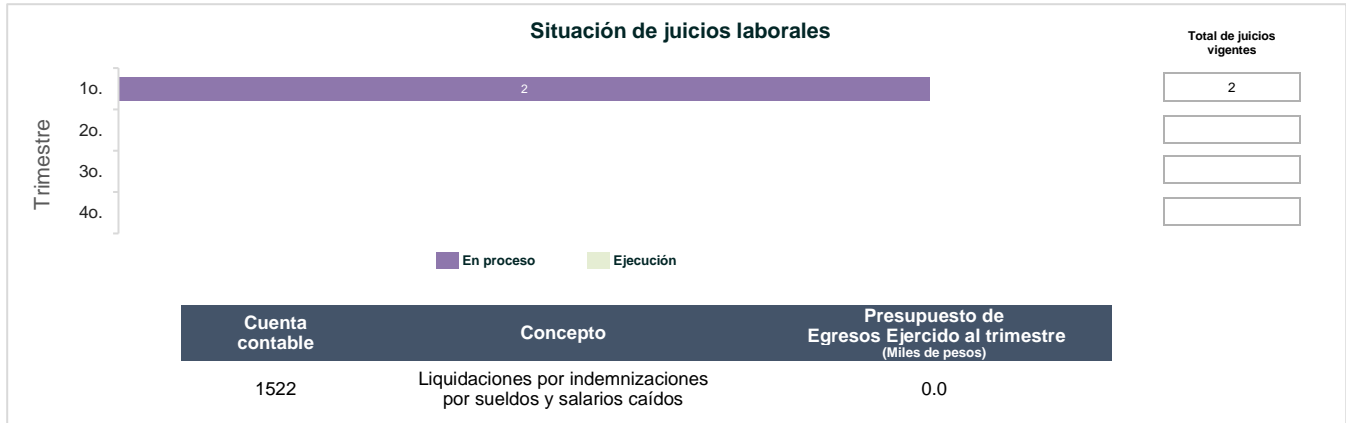 Situación de juicios laborales
Total de juicios
vigentes
Trimestre
1o.
2
2
2o.
3o.
4o.
En proceso
Ejecución
Cuenta
contable
Concepto
Presupuesto de
Egresos Ejercido al trimestre
(Miles de pesos)
1522
Liquidaciones por indemnizaciones
por sueldos y salarios caídos
0.0